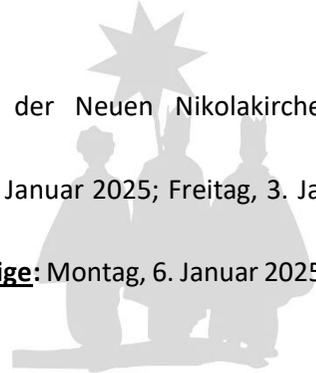 der Neuen Nikolakirche
Januar 2025; Freitag, 3. Ja
ige: Montag, 6. Januar 2025